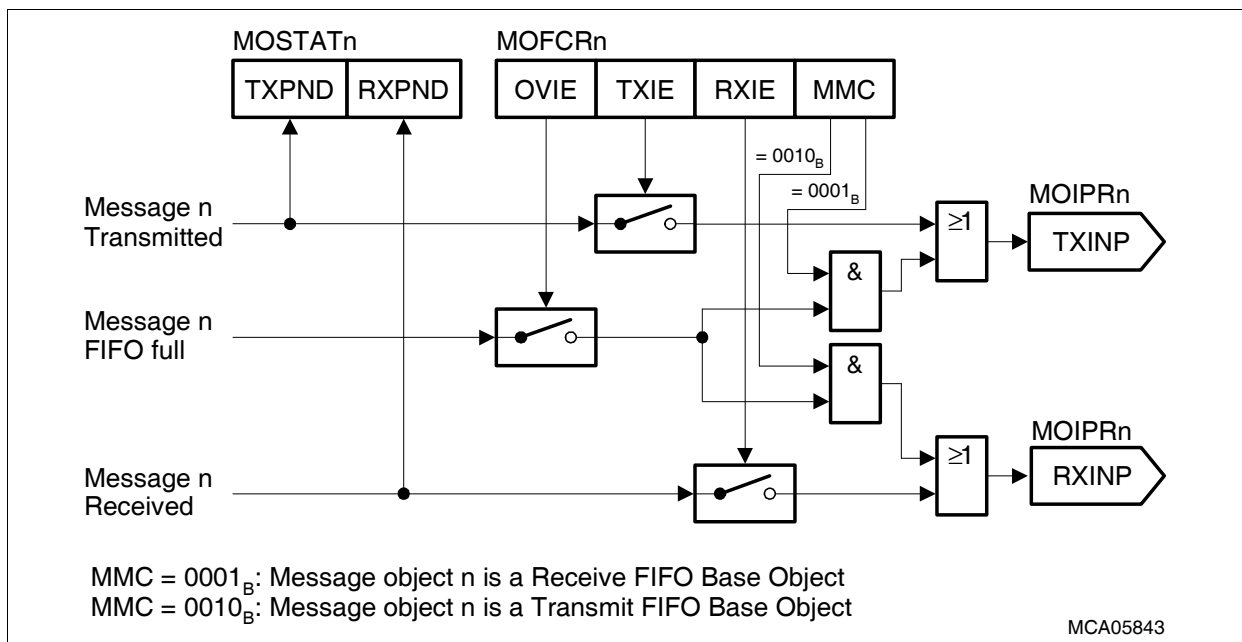 MOSTATn
MOFCRn
TXPND RXPND
OVIE TXIE RXIE MMC
= 0010B
= 0001B
Message n
Transmitted
≥1
MOIPRn
TXINP
&
Message n
FIFO full
&
MOIPRn
≥1
RXINP
Message n
Received
MMC = 0001B: Message object n is a Receive FIFO Base Object
MMC = 0010B: Message object n is a Transmit FIFO Base Object
MCA05843